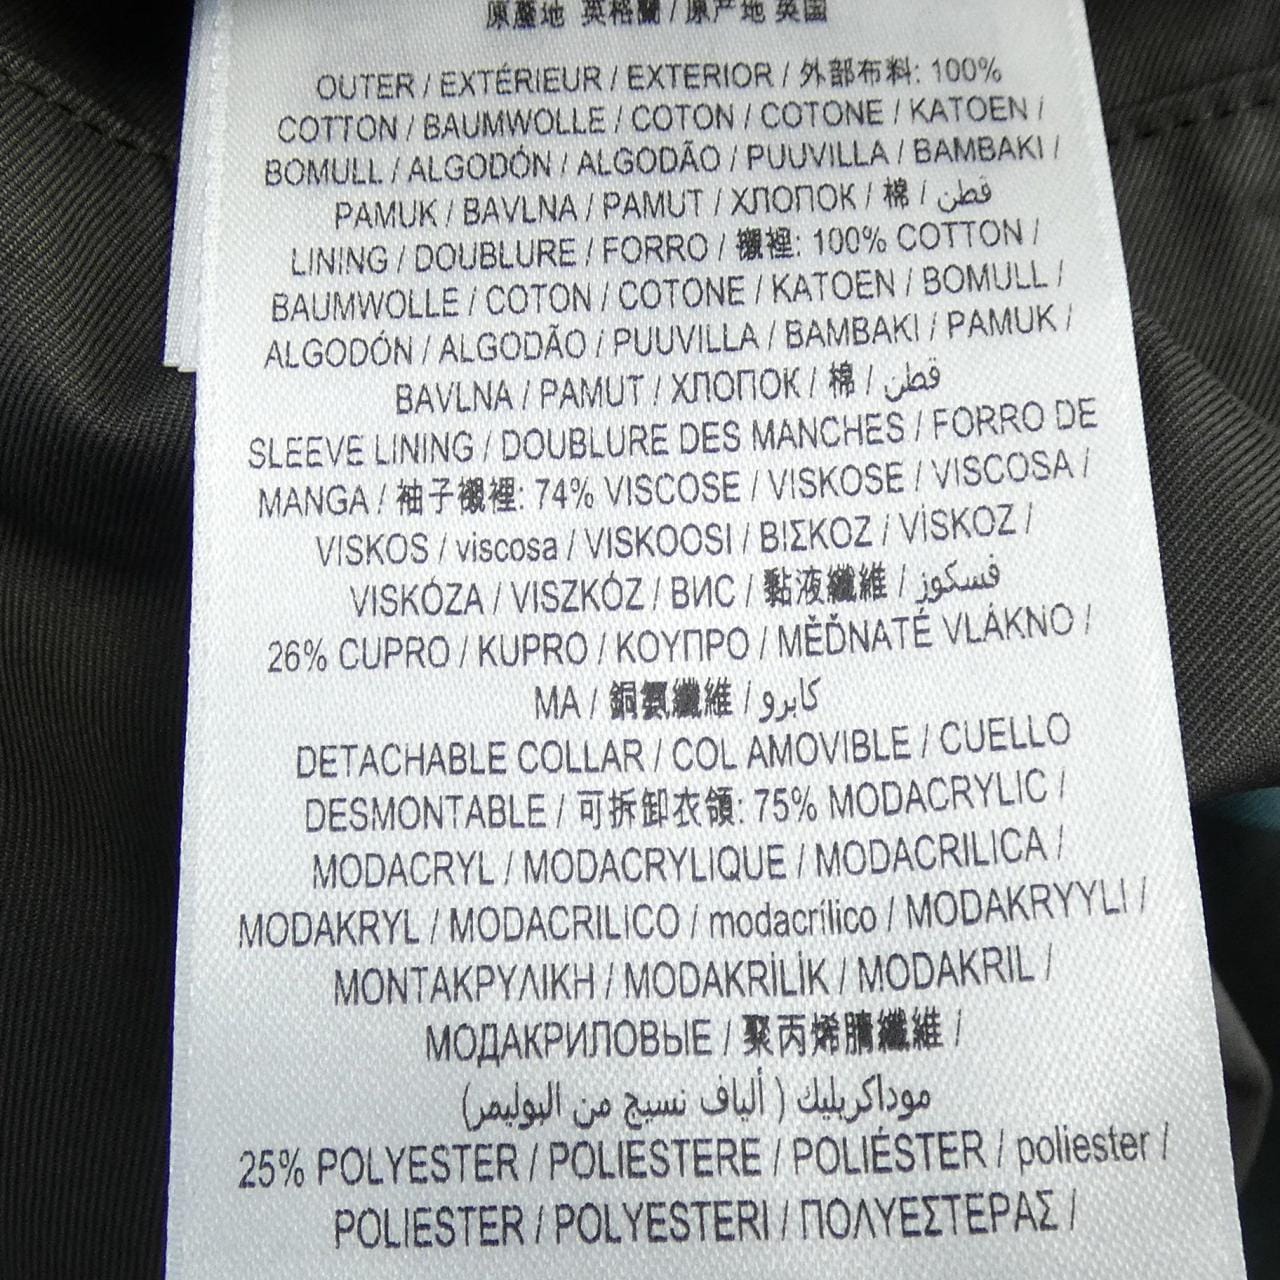 原產地 英格蘭 / 原产地 英国
OUTER / EXTÉRIEUR / EXTERIOR / 外部布料: 100%
COTTON / BAUMWOLLE / COTON / COTONE / KATOEN /
BOMULL / ALGODÓN / ALGODÃO / PUUVILLA / BAMBAKI /
PAMUK / BAVLNA / PAMUT / ХЛОПОК / 棉 / قطن
LINING / DOUBLURE / FORRO / 襯裡: 100% COTTON /
BAUMWOLLE / COTON / COTONE / KATOEN / BOMULL /
ALGODÓN / ALGODÃO / PUUVILLA / BAMBAKI / PAMUK /
BAVLNA / PAMUT / ХЛОПОК / 棉 / قطن
SLEEVE LINING / DOUBLURE DES MANCHES / FORRO DE
MANGA / 袖子襯裡: 74% VISCOSE / VISKOSE / VISCOSA /
VISKOS / viscosa / VISKOOSI / ΒΙΣΚΟΖ / VİSKOZ /
VISKÓZA / VISZKÓZ / ВИС / 黏液纖維 / فسكوز
26% CUPRO / KUPRO / ΚΟΥΠΡΟ / MĚĎNATÉ VLÁKNO /
МА / 銅氨纖維 / كابرو
DETACHABLE COLLAR / COL AMOVIBLE / CUELLO
DESMONTABLE / 可拆卸衣領: 75% MODACRYLIC /
MODACRYL / MODACRYLIQUE / MODACRILICA /
MODAKRYL / MODACRILICO / modacrílico / MODAKRYYLI /
ΜΟΝΤΑΚΡΥΛΙΚΗ / MODAKRİLİK / MODAKRIL /
МОДАКРИЛОВЫЕ / 聚丙烯腈纖維 /
موداكريليك ( ألياف نسيج من البوليمر)
25% POLYESTER / POLIESTERE / POLIÉSTER / poliester /
POLIESTER / POLYESTERI / ΠΟΛΥΕΣΤΕΡΑΣ /